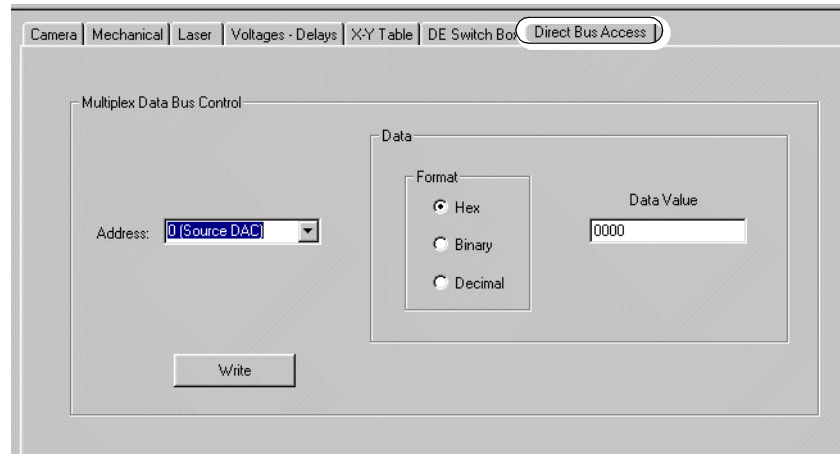 Camera Mechanical Laser Voltages - Delays X-Y Table DE Switch Box Direct Bus Access
Multiplex Data Bus Control
Data
Format
Address: 0 (Source DAC)
Hex
Binary
Decimal
Data Value
0000
Write